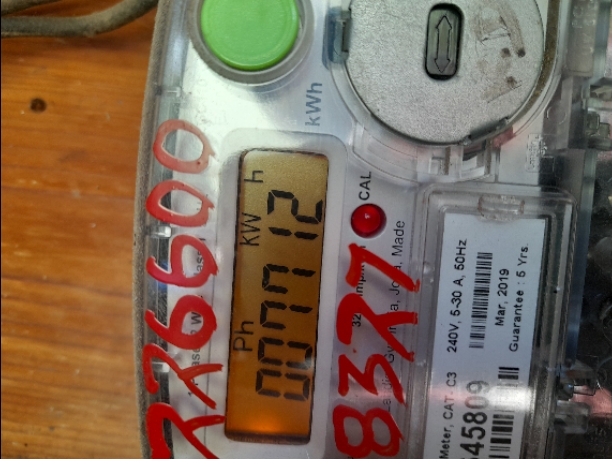 776600
kWh
Ph KW h
007712
CAL
8377
Made
Meter, CAT. C3 240V, 5-30 A, 50Hz
45809
Mar, 2019
Guarantee : 5 Yrs.